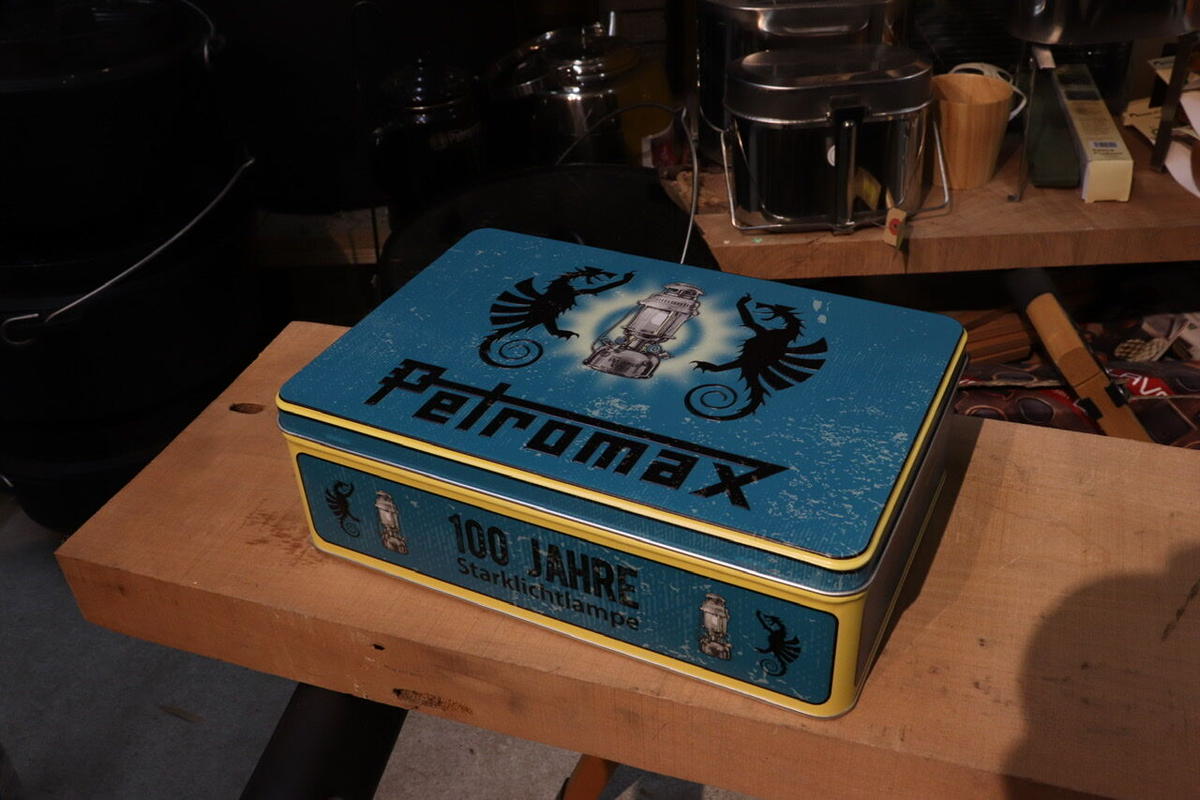 Petromax
100 JAHRE
Starklichtlampe